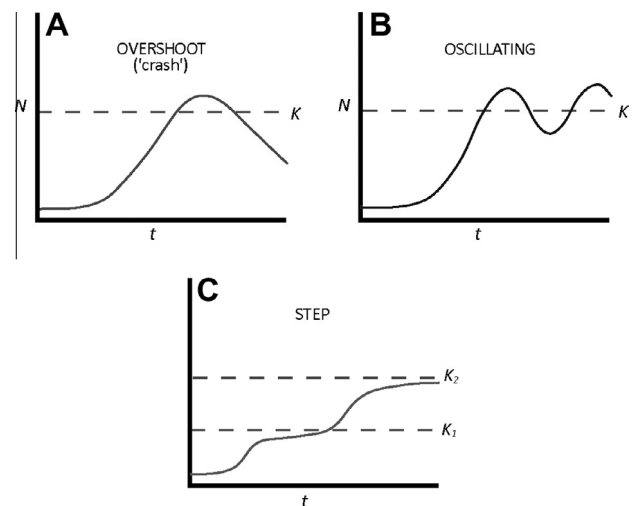 A
OVERSHOOT
('crash')
N
K
t
B
OSCILLATING
N
K
t
C
STEP
K₂
K₁
t